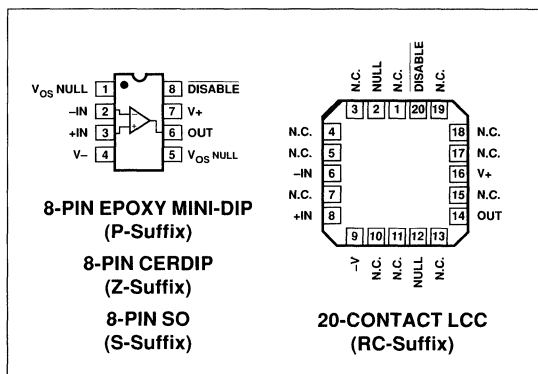 VOS NULL 1 8 DISABLE
–IN 2 – 7 V+
+IN 3 + 6 OUT
V– 4 5 VOS NULL
8-PIN EPOXY MINI-DIP
(P-Suffix)
8-PIN CERDIP
(Z-Suffix)
8-PIN SO
(S-Suffix)
N.C. NULL N.C. DISABLE N.C.
3 2 1 20 19
N.C. 4 18 N.C.
N.C. 5 17 N.C.
–IN 6 16 V+
N.C. 7 15 N.C.
+IN 8 14 OUT
9 10 11 12 13
–V N.C. N.C. NULL N.C.
20-CONTACT LCC
(RC-Suffix)